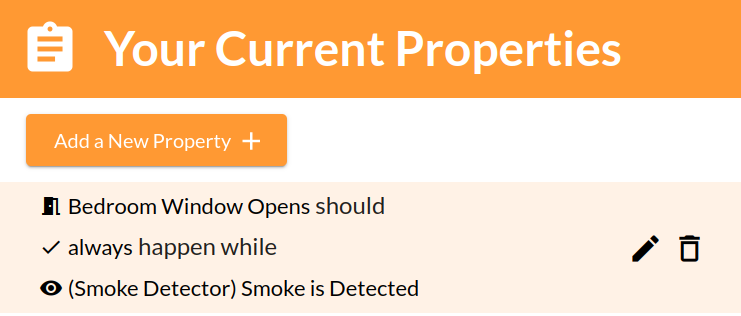 Your Current Properties
Add a New Property +
Bedroom Window Opens should
always happen while
(Smoke Detector) Smoke is Detected